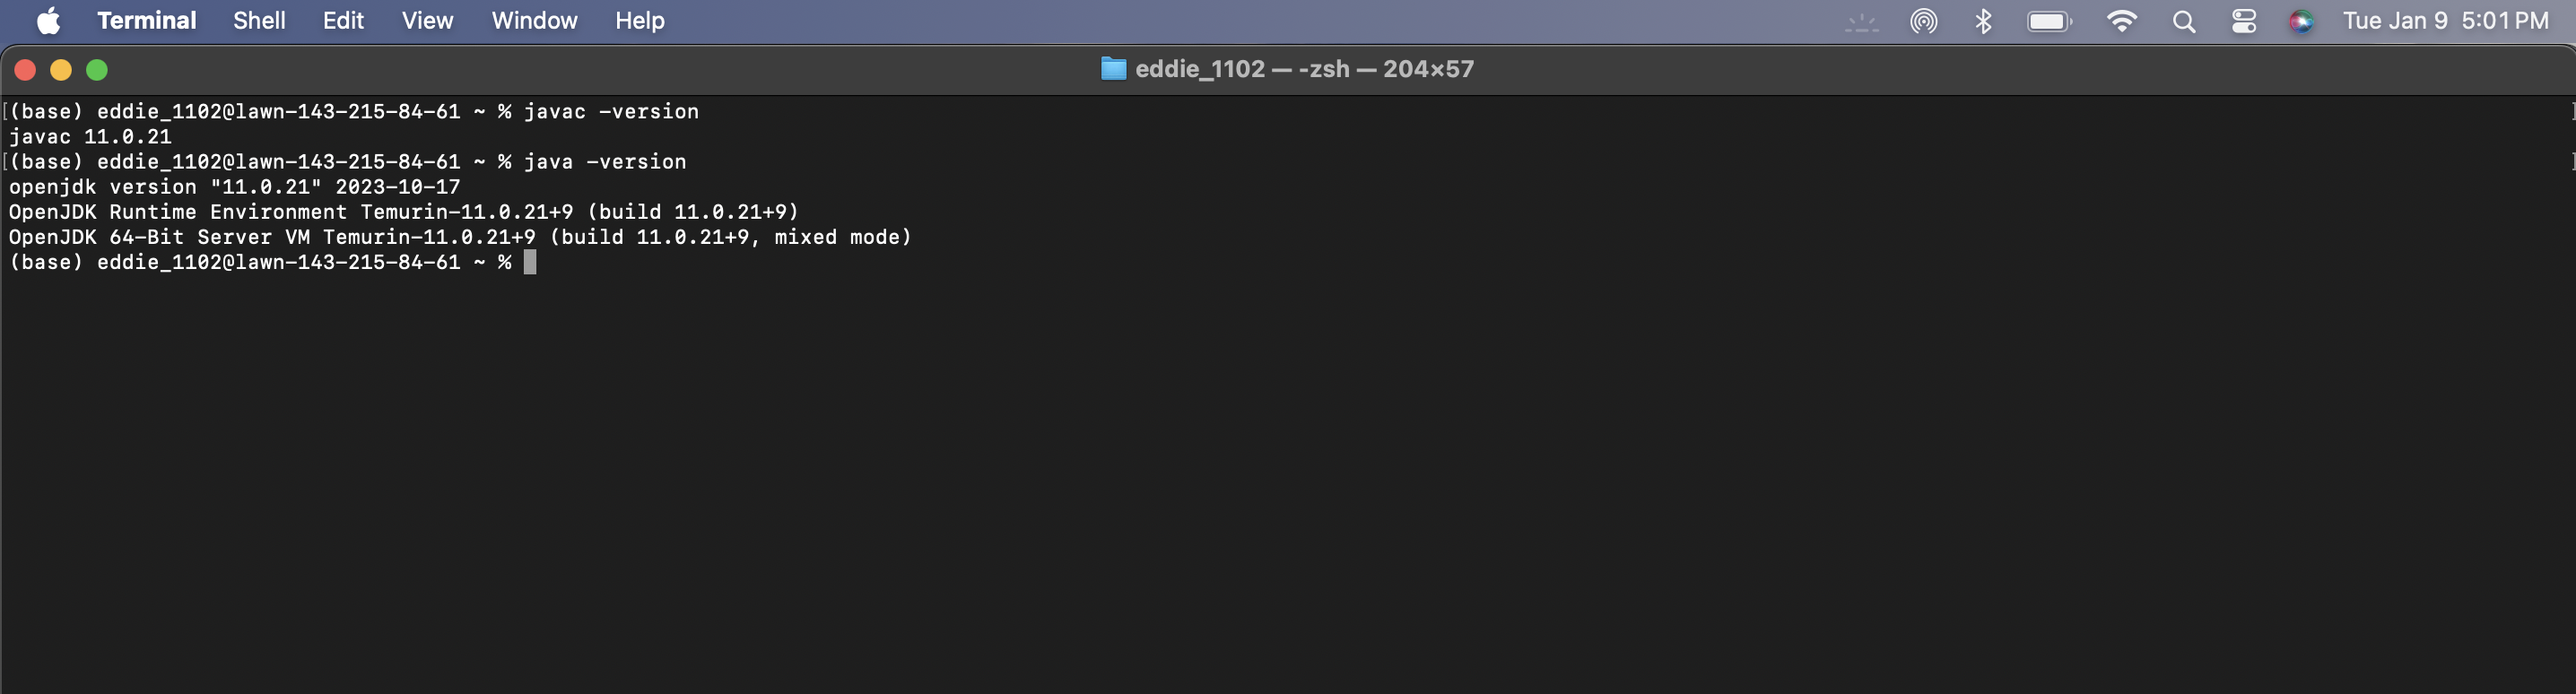 Terminal Shell Edit View Window Help Tue Jan 9 5:01 PM
eddie_1102 — -zsh — 204×57
[(base) eddie_1102@lawn-143-215-84-61 ~ % javac -version ]
javac 11.0.21
[(base) eddie_1102@lawn-143-215-84-61 ~ % java -version ]
openjdk version "11.0.21" 2023-10-17
OpenJDK Runtime Environment Temurin-11.0.21+9 (build 11.0.21+9)
OpenJDK 64-Bit Server VM Temurin-11.0.21+9 (build 11.0.21+9, mixed mode)
(base) eddie_1102@lawn-143-215-84-61 ~ %